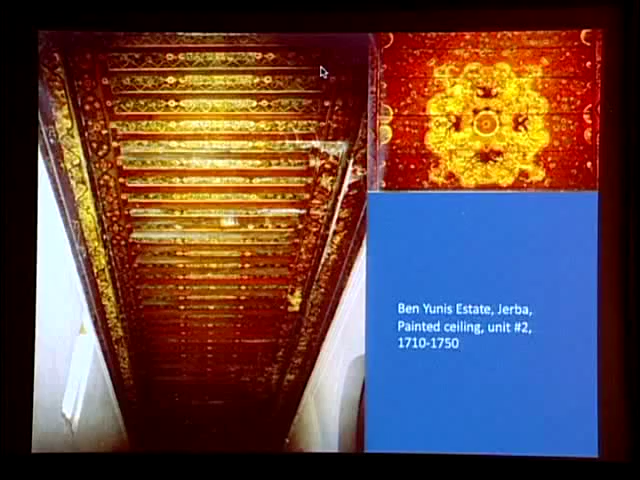 Ben Yunis Estate, Jerba,
Painted ceiling, unit #2,
1710-1750